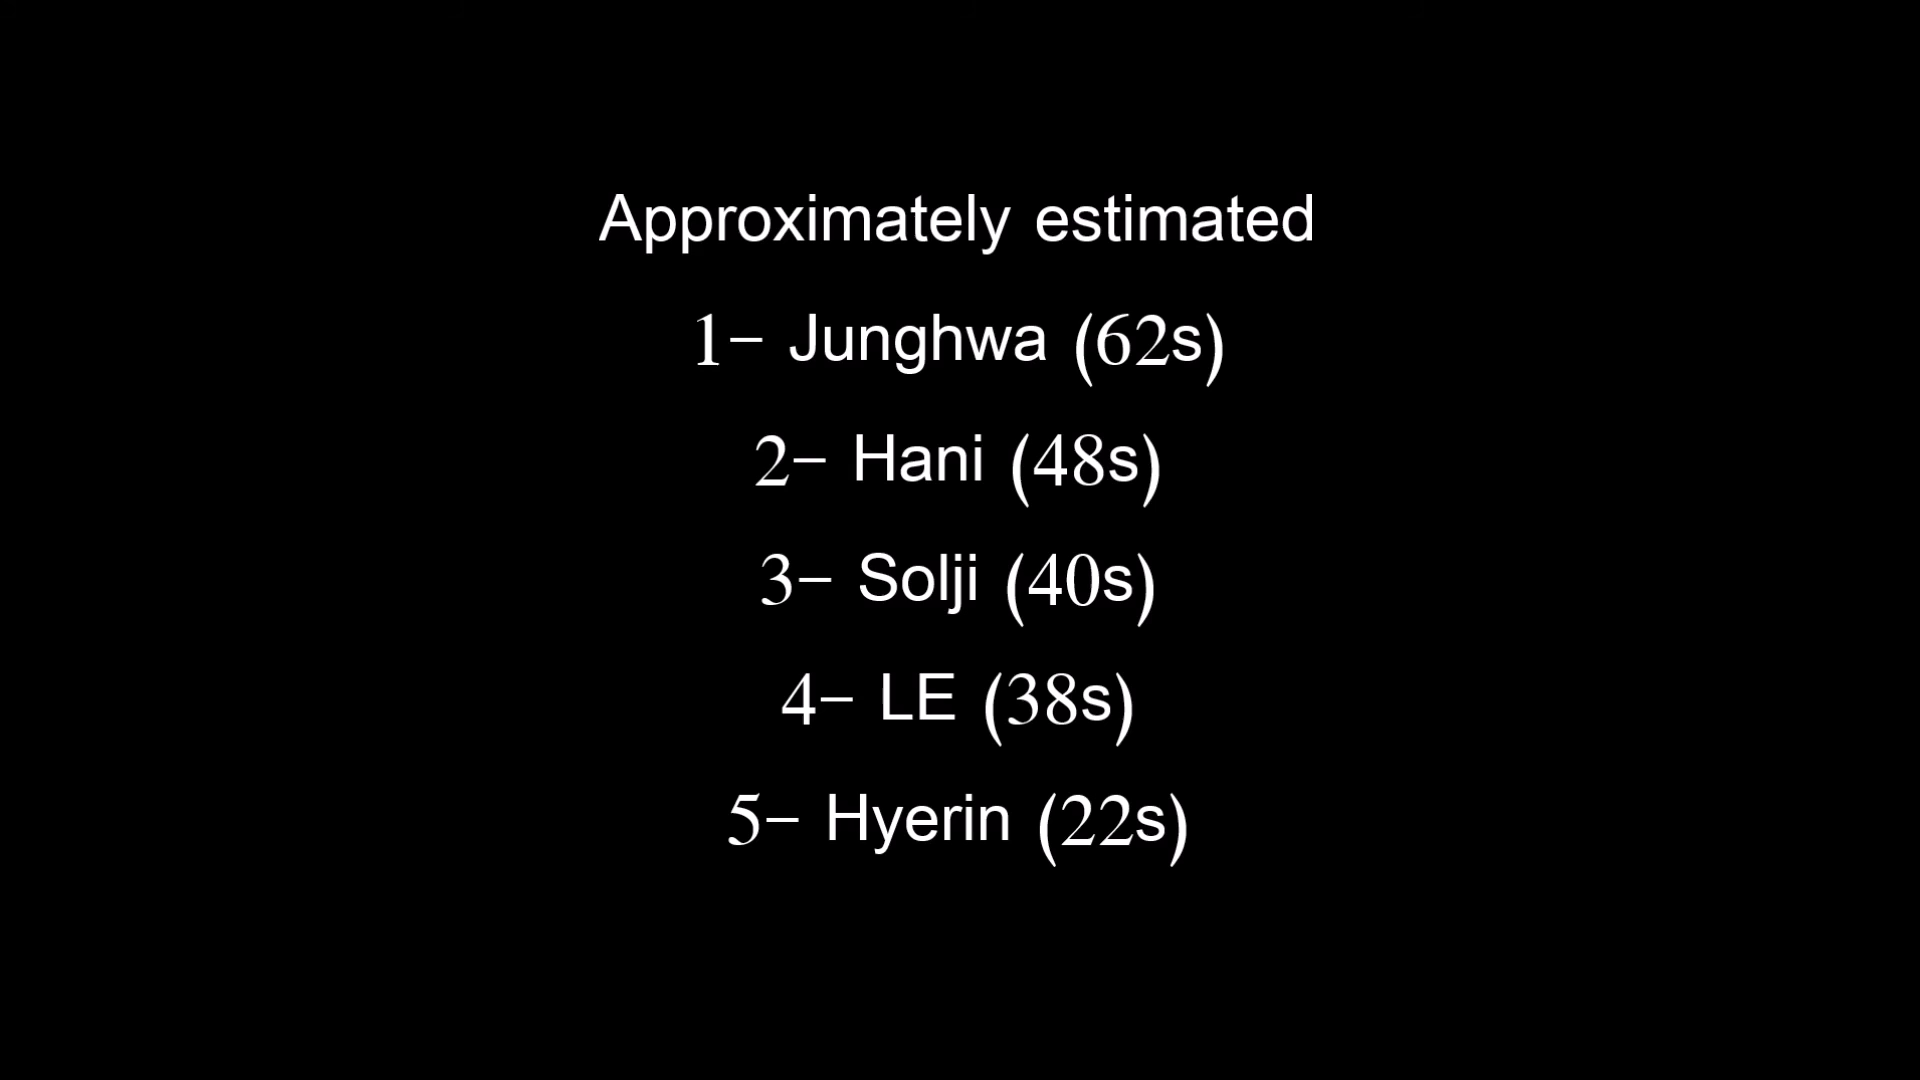 Approximately estimated
1- Junghwa (62s)
2- Hani (48s)
3- Solji (40s)
4- LE (38s)
5- Hyerin (22s)